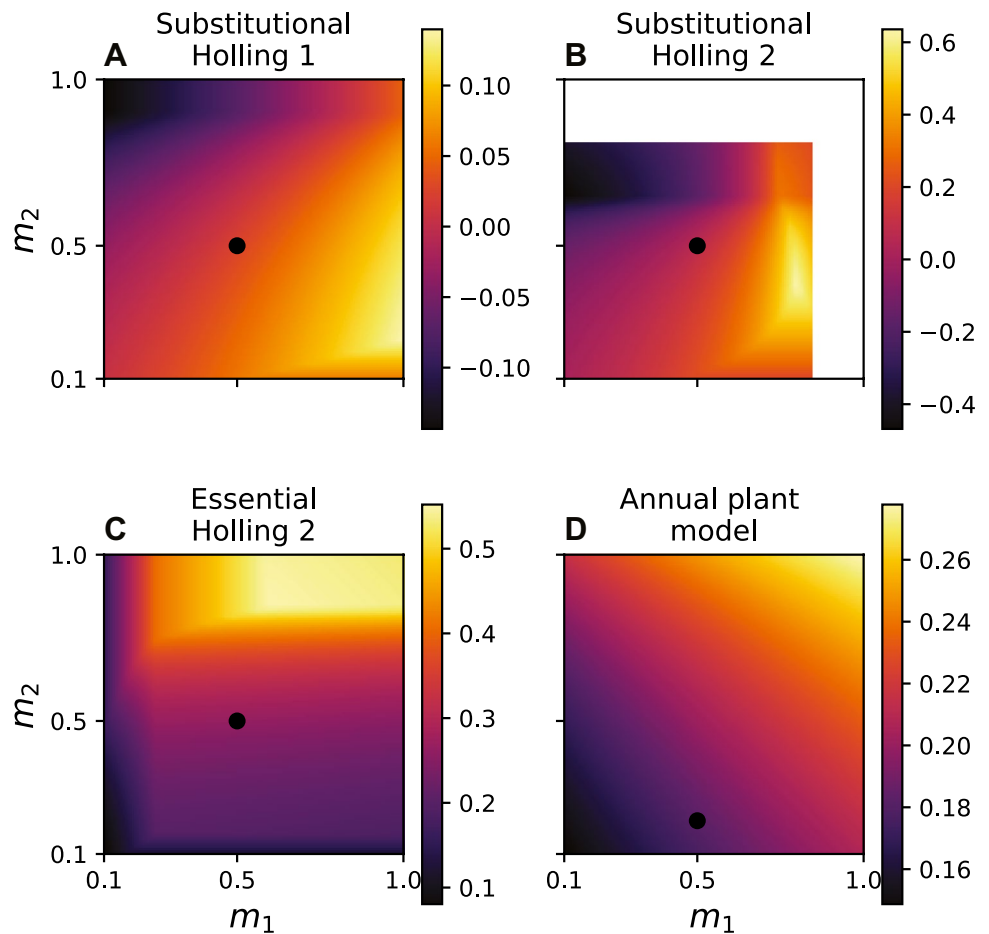 A
Substitutional
Holling 1
1.0
0.5
0.1
m2
0.10
0.05
0.00
−0.05
−0.10
B
Substitutional
Holling 2
0.6
0.4
0.2
0.0
−0.2
−0.4
C
Essential
Holling 2
1.0
0.5
0.1
m2
0.1
0.5
1.0
m1
0.5
0.4
0.3
0.2
0.1
D
Annual plant
model
0.1
0.5
1.0
m1
0.26
0.24
0.22
0.20
0.18
0.16